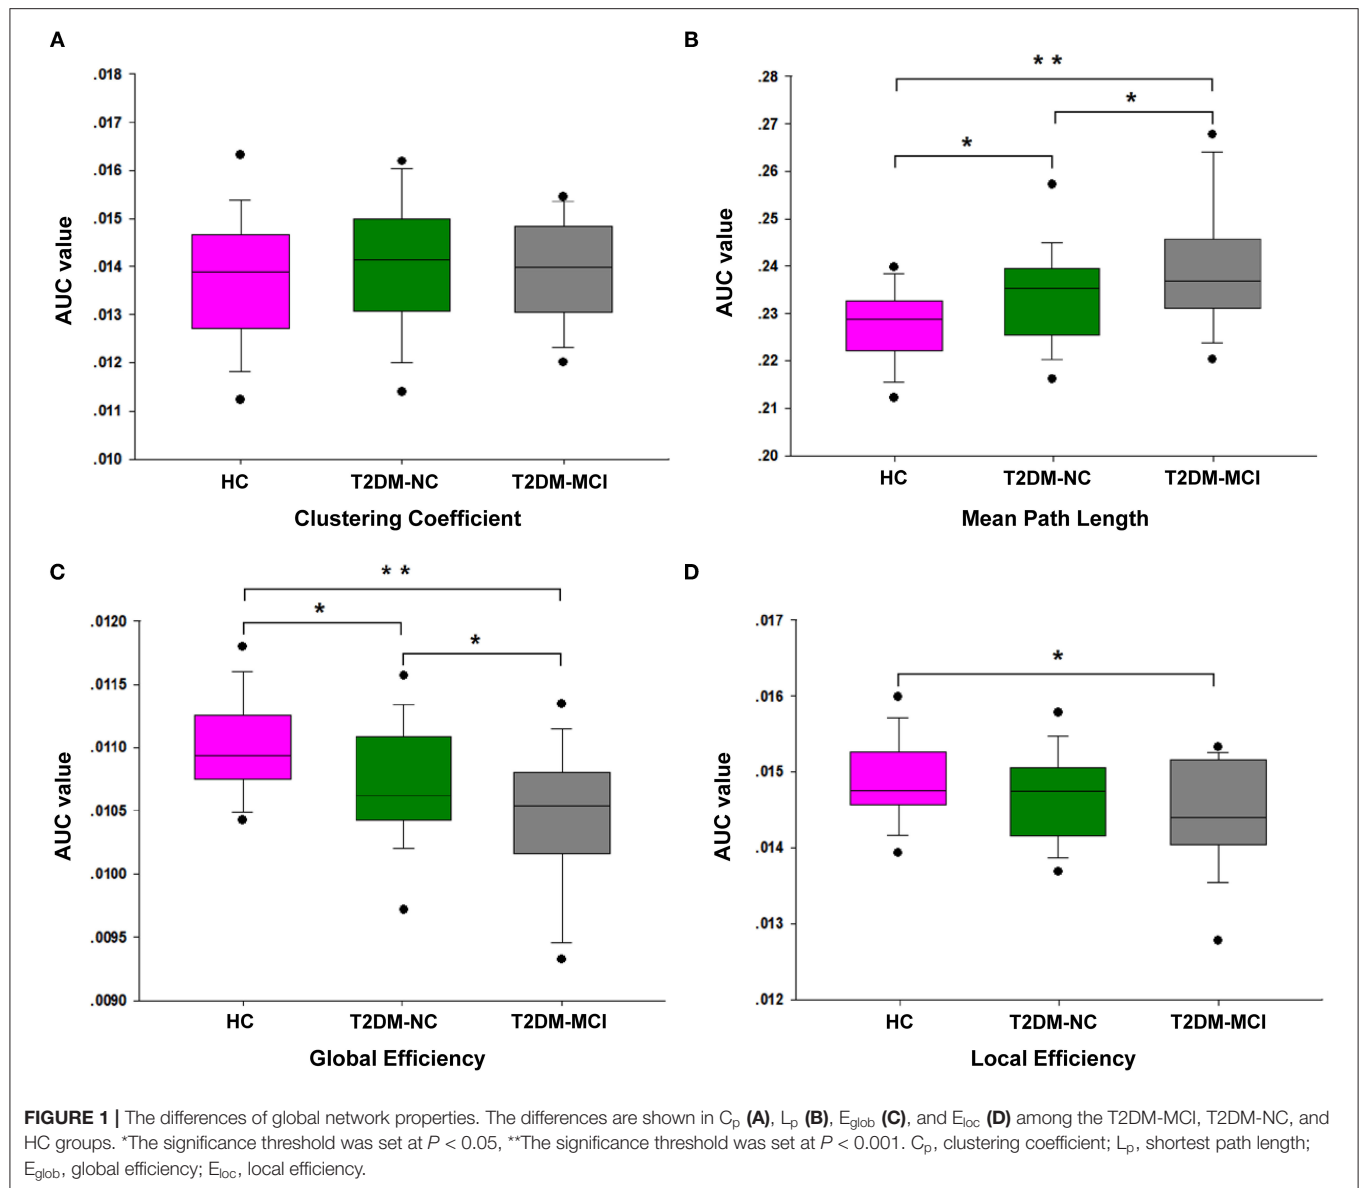 A
.018
.017
.016
.015
.014
.013
.012
.011
.010
AUC value
HC T2DM-NC T2DM-MCI
Clustering Coefficient
B
* *
*
*
.28
.27
.26
.25
.24
.23
.22
.21
.20
AUC value
HC T2DM-NC T2DM-MCI
Mean Path Length
C
* *
*
*
.0120
.0115
.0110
.0105
.0100
.0095
.0090
AUC value
HC T2DM-NC T2DM-MCI
Global Efficiency
D
*
.017
.016
.015
.014
.013
.012
AUC value
HC T2DM-NC T2DM-MCI
Local Efficiency
FIGURE 1 | The differences of global network properties. The differences are shown in Cp (A), Lp (B), Eglob (C), and Eloc (D) among the T2DM-MCI, T2DM-NC, and
HC groups. *The significance threshold was set at P < 0.05, **The significance threshold was set at P < 0.001. Cp, clustering coefficient; Lp, shortest path length;
Eglob, global efficiency; Eloc, local efficiency.